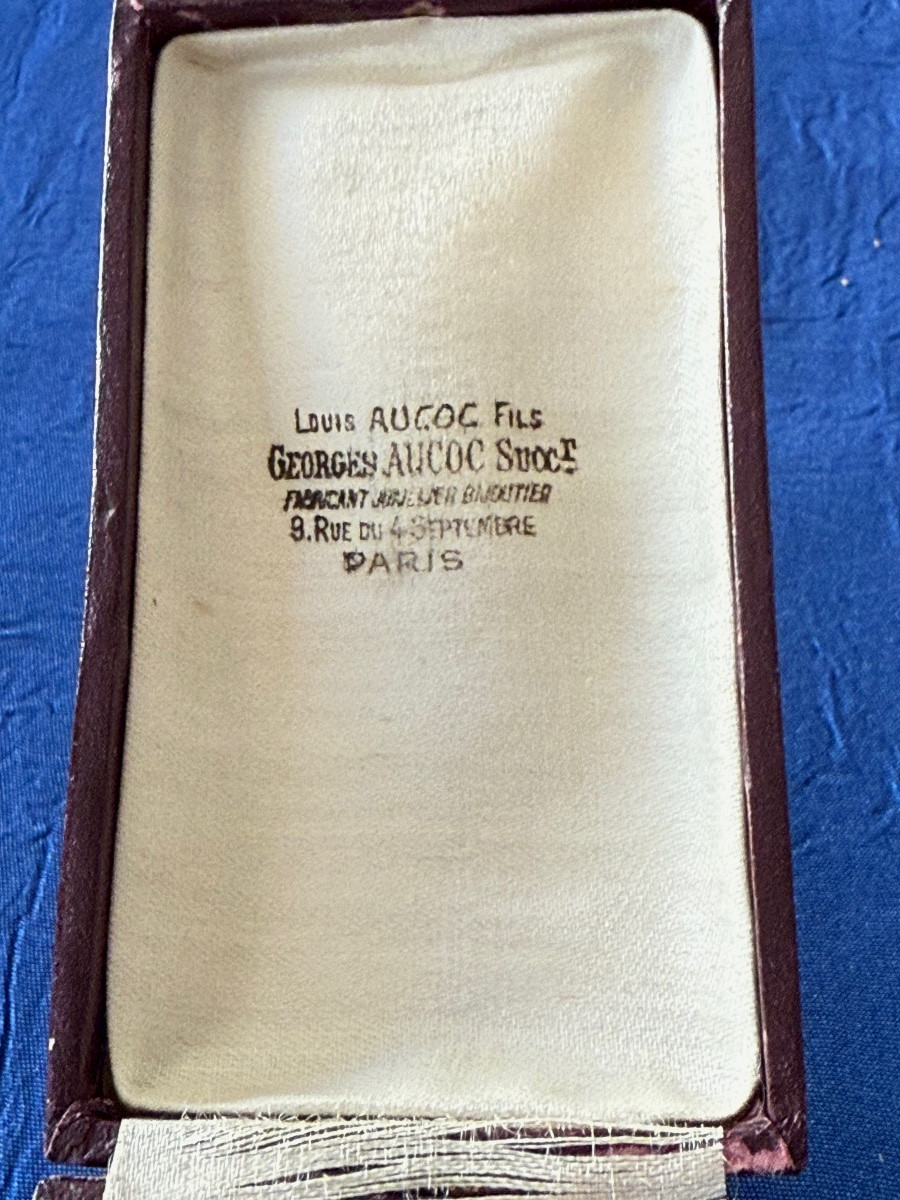 Louis AUCOC Fils
GEORGES AUCOC Succr
FABRICANT JOAILLIER BIJOUTIER
9.RUE DU 4 SEPTEMBRE
PARIS